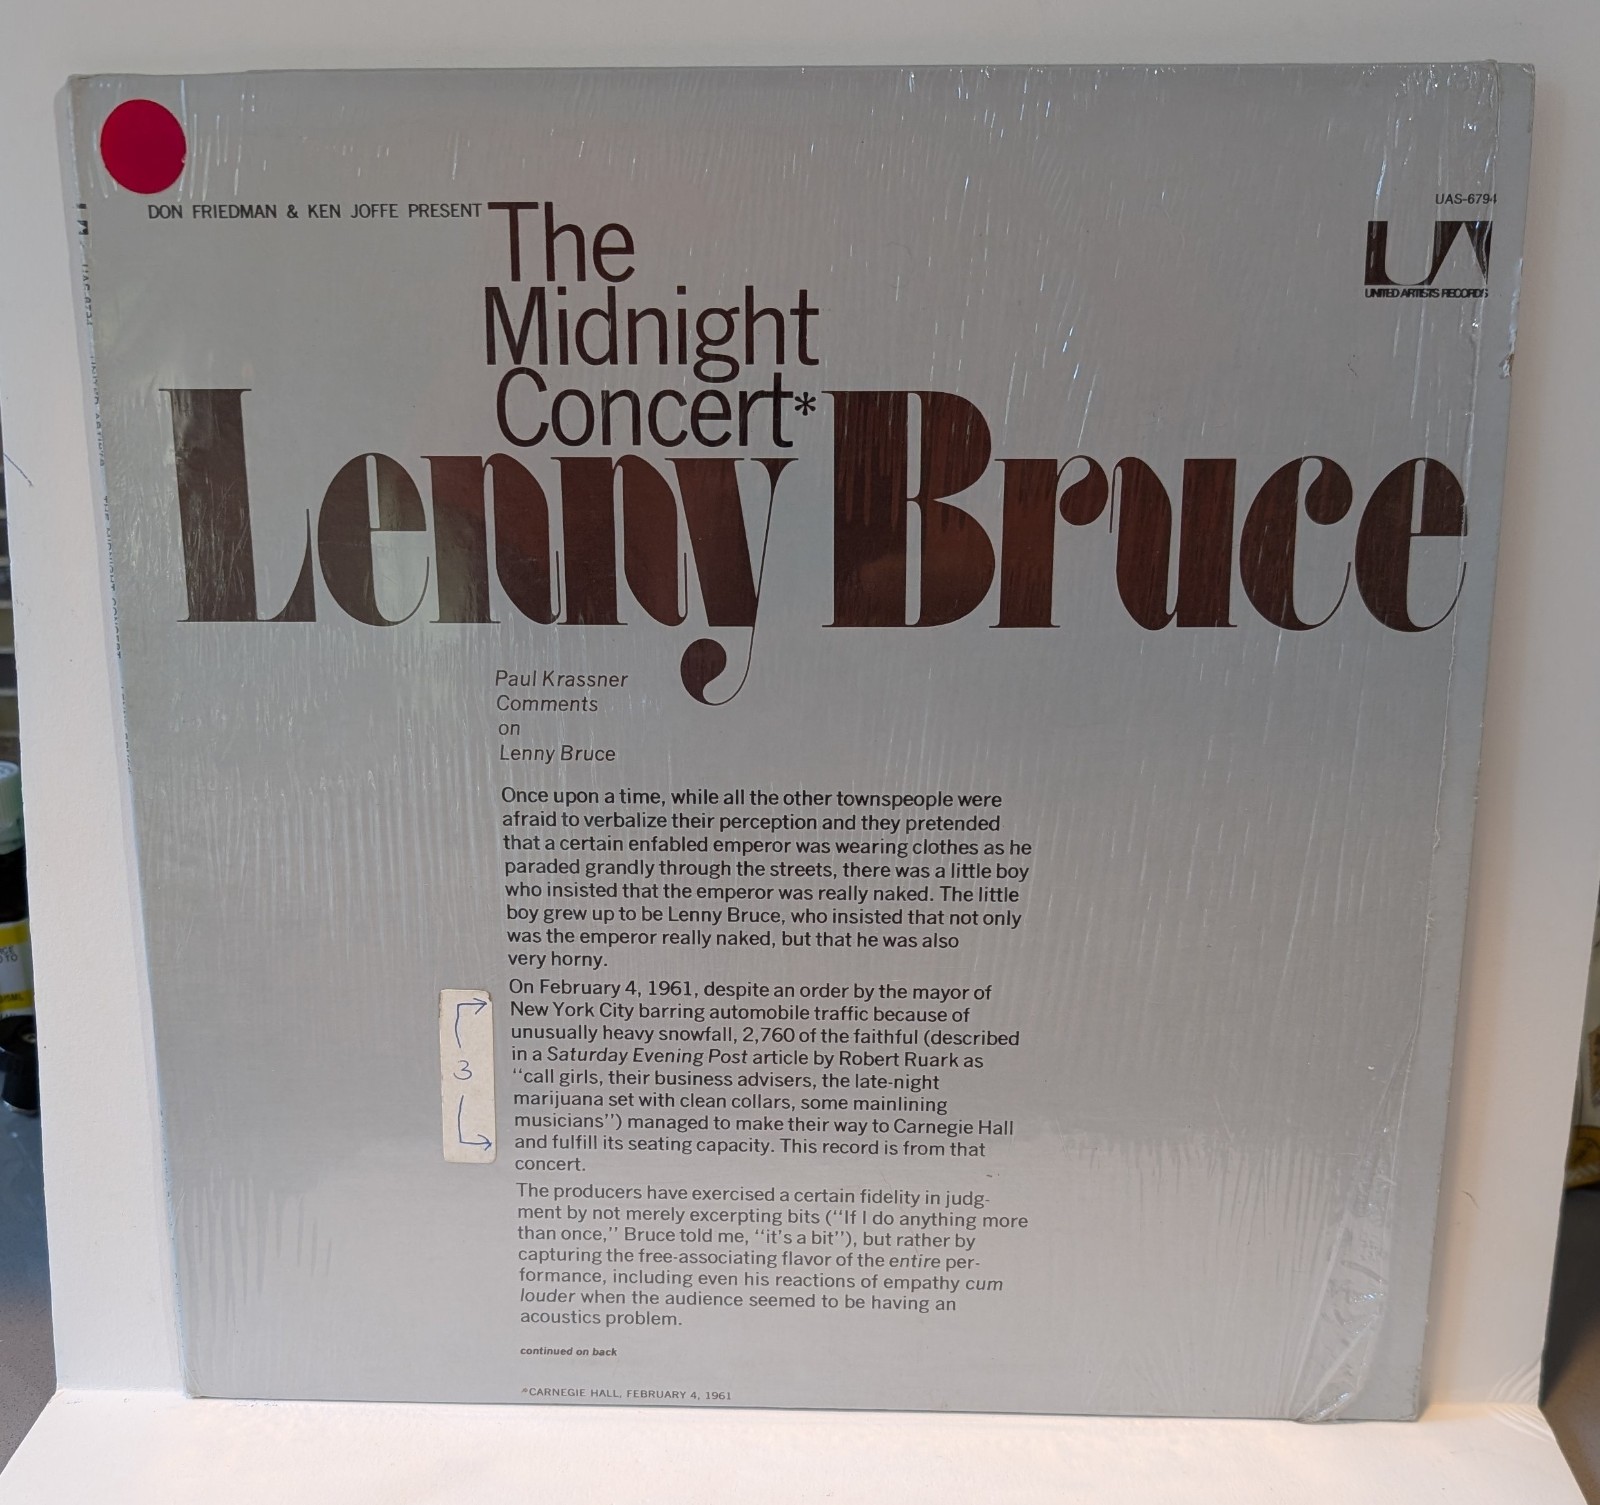 DON FRIEDMAN & KEN JOFFE PRESENT
The
Midnight
Concert*
Lenny Bruce
UAS-6794
UA
UNITED ARTISTS RECORDS
Paul Krassner
Comments
on
Lenny Bruce
Once upon a time, while all the other townspeople were
afraid to verbalize their perception and they pretended
that a certain enfabled emperor was wearing clothes as he
paraded grandly through the streets, there was a little boy
who insisted that the emperor was really naked. The little
boy grew up to be Lenny Bruce, who insisted that not only
was the emperor really naked, but that he was also
very horny.
On February 4, 1961, despite an order by the mayor of
New York City barring automobile traffic because of
unusually heavy snowfall, 2,760 of the faithful (described
in a Saturday Evening Post article by Robert Ruark as
“call girls, their business advisers, the late-night
marijuana set with clean collars, some mainlining
musicians”) managed to make their way to Carnegie Hall
and fulfill its seating capacity. This record is from that
concert.
3
The producers have exercised a certain fidelity in judg-
ment by not merely excerpting bits (“If I do anything more
than once,” Bruce told me, “it’s a bit”), but rather by
capturing the free-associating flavor of the entire per-
formance, including even his reactions of empathy cum
louder when the audience seemed to be having an
acoustics problem.
continued on back
*CARNEGIE HALL, FEBRUARY 4, 1961